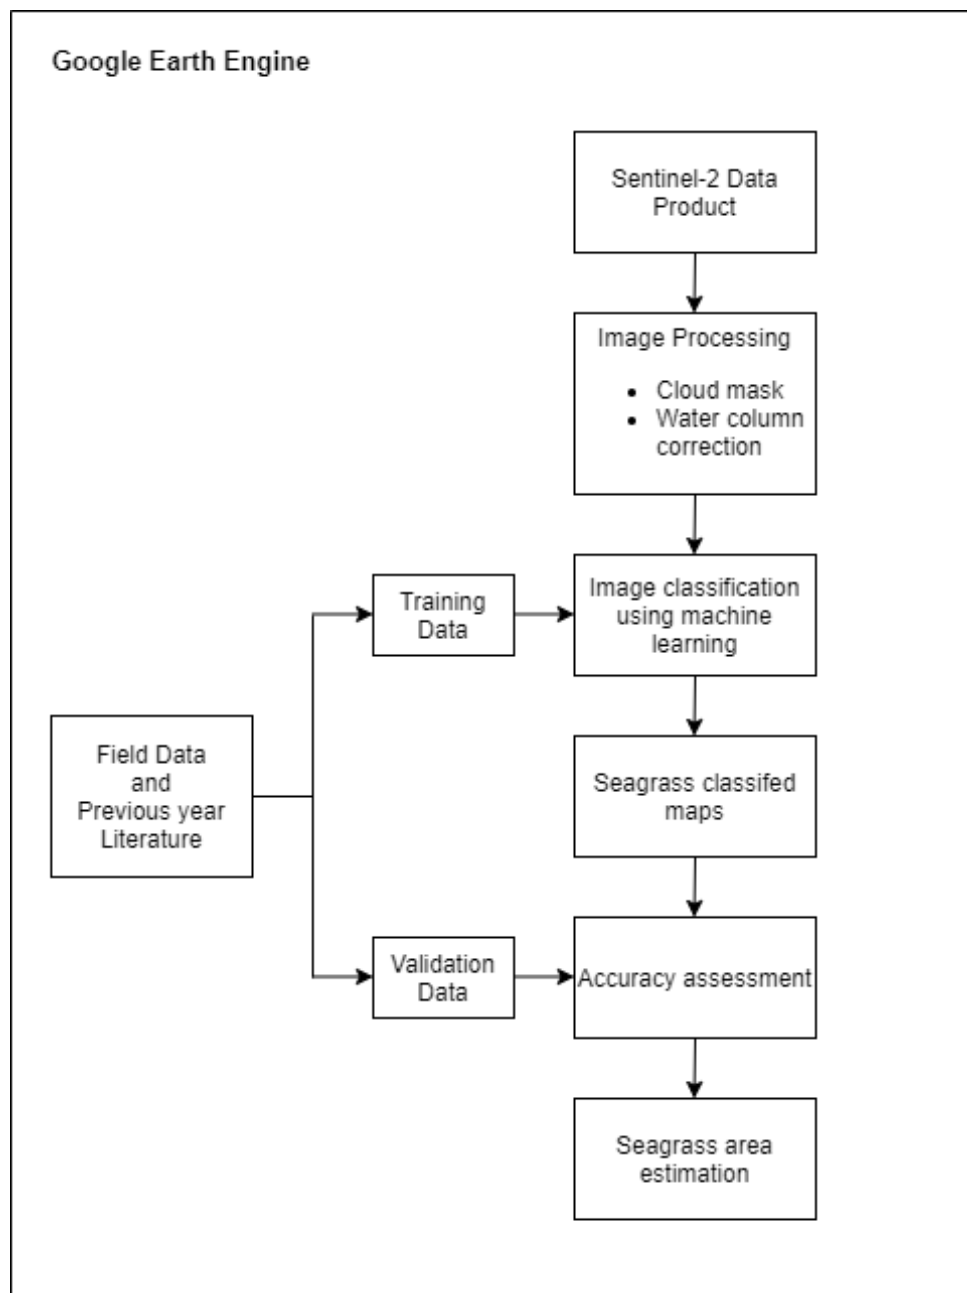 Google Earth Engine
Sentinel-2 Data
Product
Image Processing
• Cloud mask
• Water column
correction
Training
Data
Image classification
using machine
learning
Field Data
and
Previous year
Literature
Seagrass classifed
maps
Validation
Data
Accuracy assessment
Seagrass area
estimation